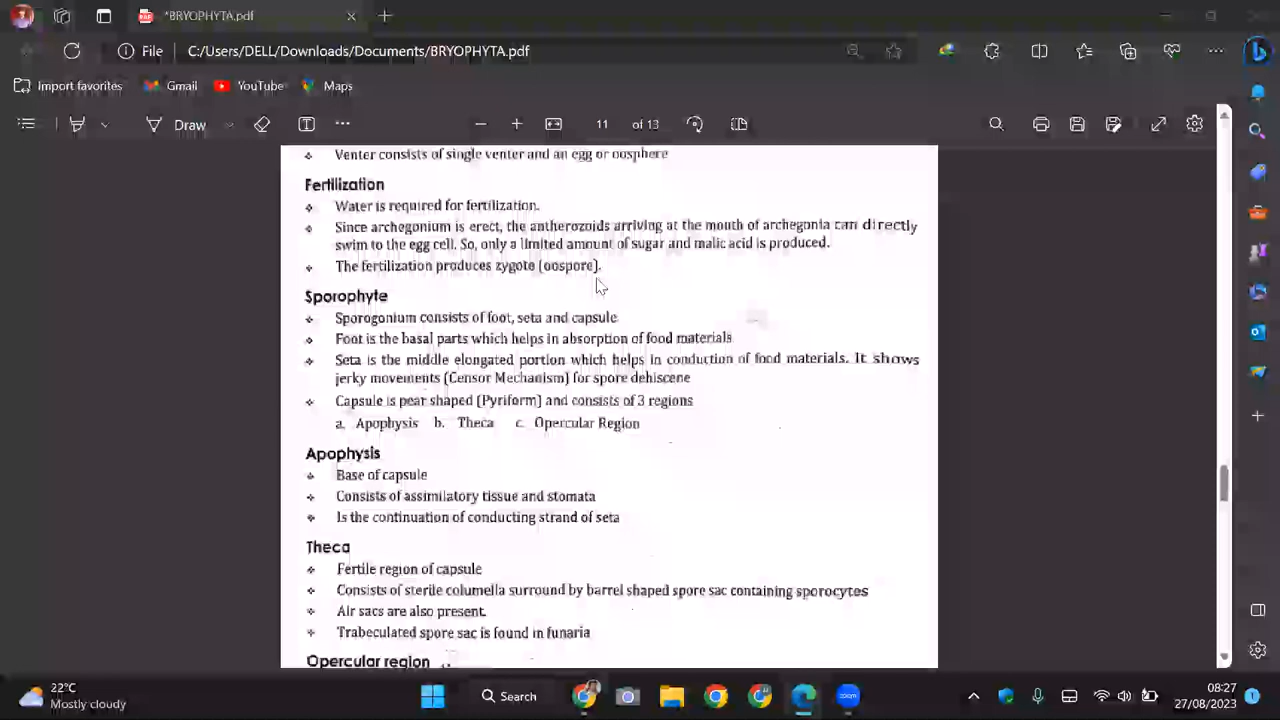 *BRYOPHYTA.pdf
File C:/Users/DELL/Downloads/Documents/BRYOPHYTA.pdf
Import favorites Gmail YouTube Maps
Draw 11 of 13
Venter consists of single venter and an egg or oosphere
Fertilization
Water is required for fertilization.
Since archegonium is erect, the antherozoids arriving at the mouth of archegonia can directly
swim to the egg cell. So, only a limited amount of sugar and malic acid is produced.
The fertilization produces zygote (oospore).
Sporophyte
Sporogonium consists of foot, seta and capsule
Foot is the basal parts which helps in absorption of food materials
Seta is the middle elongated portion which helps in conduction of food materials. It shows
jerky movements (Censor Mechanism) for spore dehiscene
Capsule is pear shaped (Pyriform) and consists of 3 regions
a. Apophysis b. Theca c. Opercular Region
Apophysis
Base of capsule
Consists of assimilatory tissue and stomata
Is the continuation of conducting strand of seta
Theca
Fertile region of capsule
Consists of sterile columella surround by barrel shaped spore sac containing sporocytes
Air sacs are also present.
Trabeculated spore sac is found in funaria
Opercular region
22°C
Mostly cloudy
Search
zoom
08:27
27/08/2023
1